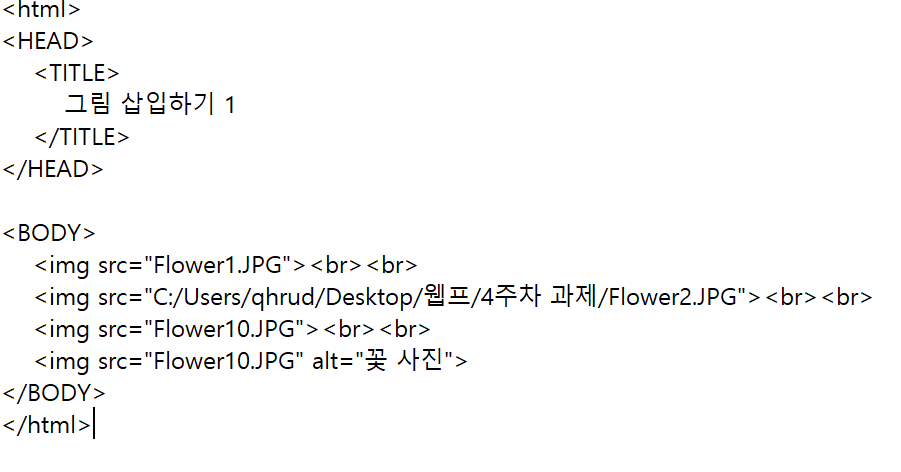 <html>
<HEAD>
<TITLE>
그림 삽입하기 1
</TITLE>
</HEAD>
<BODY>
<img src="Flower1.JPG"><br><br>
<img src="C:/Users/qhrud/Desktop/웹프/4주차 과제/Flower2.JPG"><br><br>
<img src="Flower10.JPG"><br><br>
<img src="Flower10.JPG" alt="꽃 사진">
</BODY>
</html>